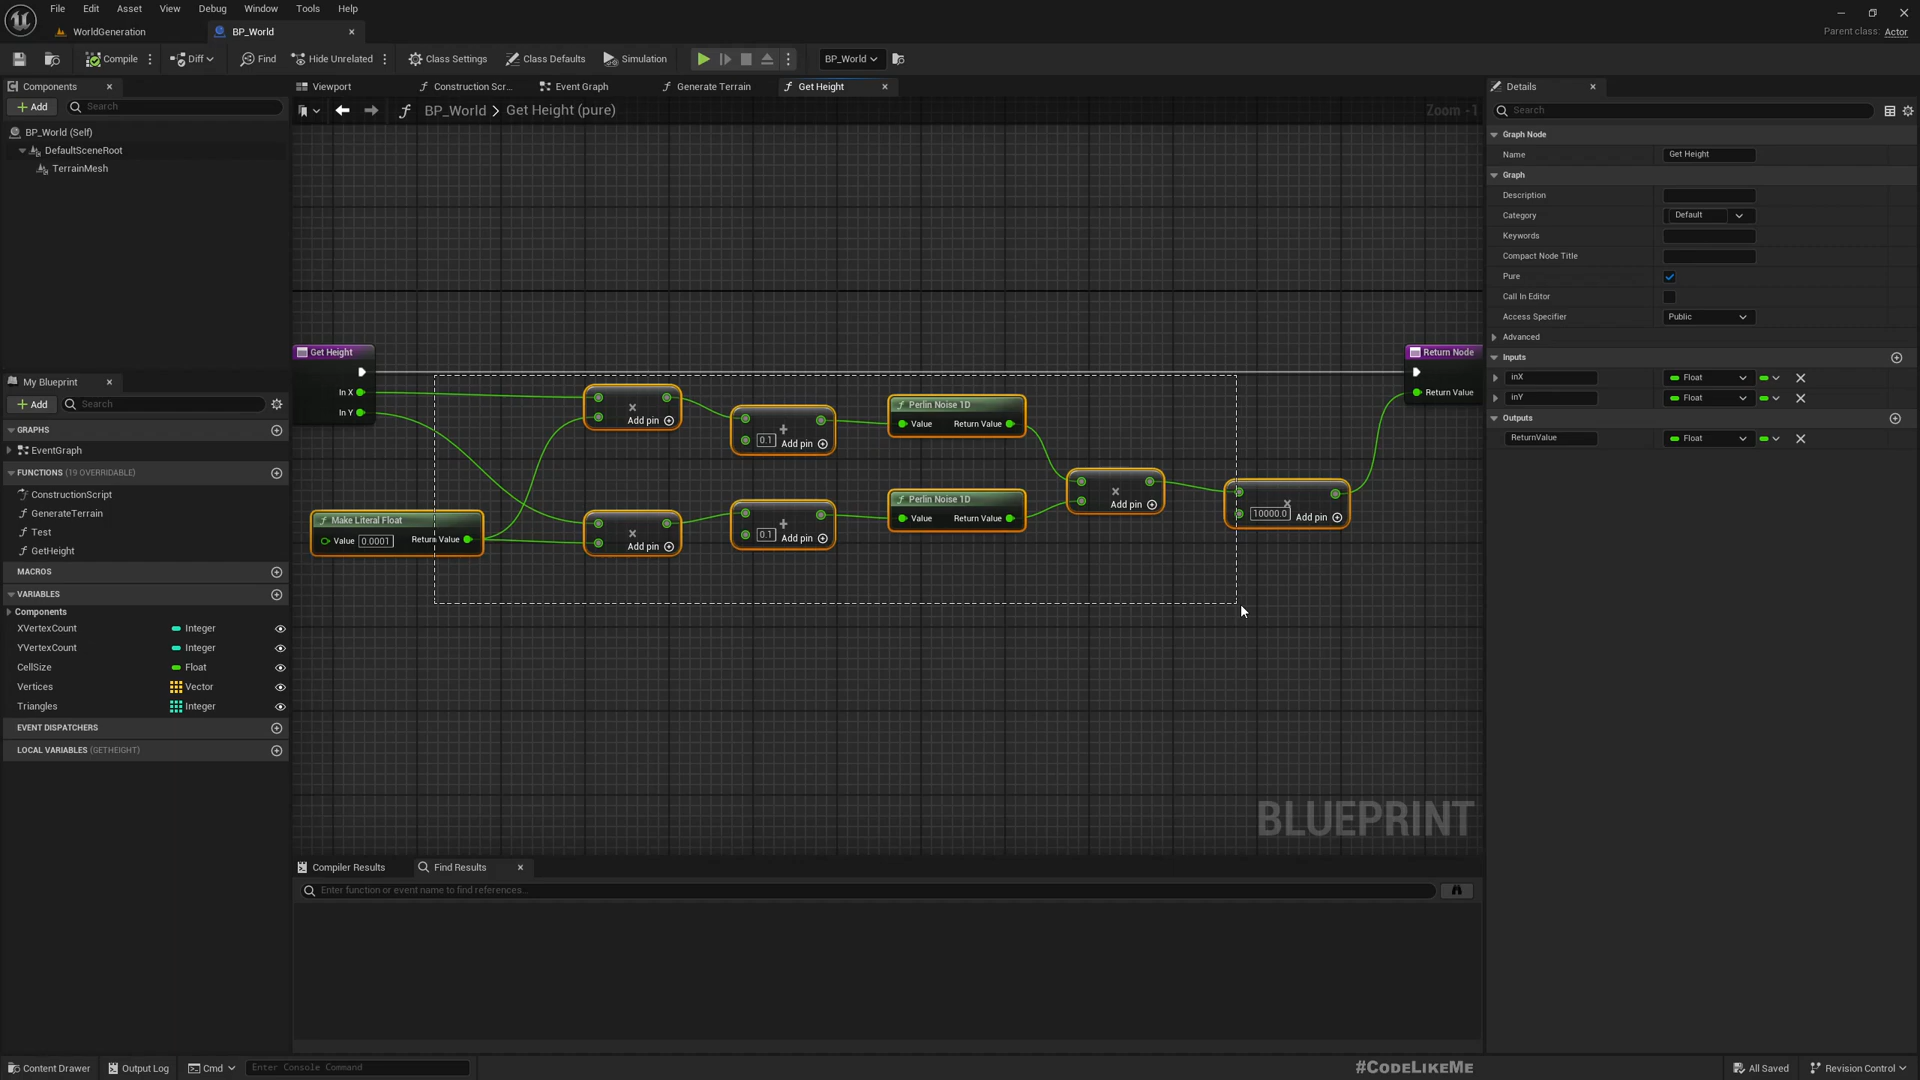 File Edit Asset View Debug Window Tools Help
WorldGeneration
BP_World
Parent class: Actor
Compile
Diff
Find
Hide Unrelated
Class Settings
Class Defaults
Simulation
BP_World
Components
Add
Search
BP_World (Self)
DefaultSceneRoot
TerrainMesh
My Blueprint
Add
Search
GRAPHS
EventGraph
FUNCTIONS (19 OVERRIDABLE)
ConstructionScript
GenerateTerrain
Test
GetHeight
MACROS
VARIABLES
Components
XVertexCount Integer
YVertexCount Integer
CellSize Float
Vertices Vector
Triangles Integer
EVENT DISPATCHERS
LOCAL VARIABLES (GETHEIGHT)
Viewport
Construction Scr...
Event Graph
Generate Terrain
Get Height
BP_World > Get Height (pure)
Zoom -1
Get Height
In X
In Y
Make Literal Float
Value 0.0001 Return Value
Add pin
Add pin
0.1 Add pin
0.1 Add pin
Perlin Noise 1D
Value Return Value
Perlin Noise 1D
Value Return Value
Add pin
10000.0 Add pin
Return Node
Return Value
BLUEPRINT
Compiler Results
Find Results
Enter function or event name to find references...
Details
Search
Graph Node
Name Get Height
Graph
Description
Category Default
Keywords
Compact Node Title
Pure
Call In Editor
Access Specifier Public
Advanced
Inputs
inX Float
inY Float
Outputs
ReturnValue Float
Content Drawer
Output Log
Cmd
Enter Console Command
#CODELIKEME
All Saved
Revision Control